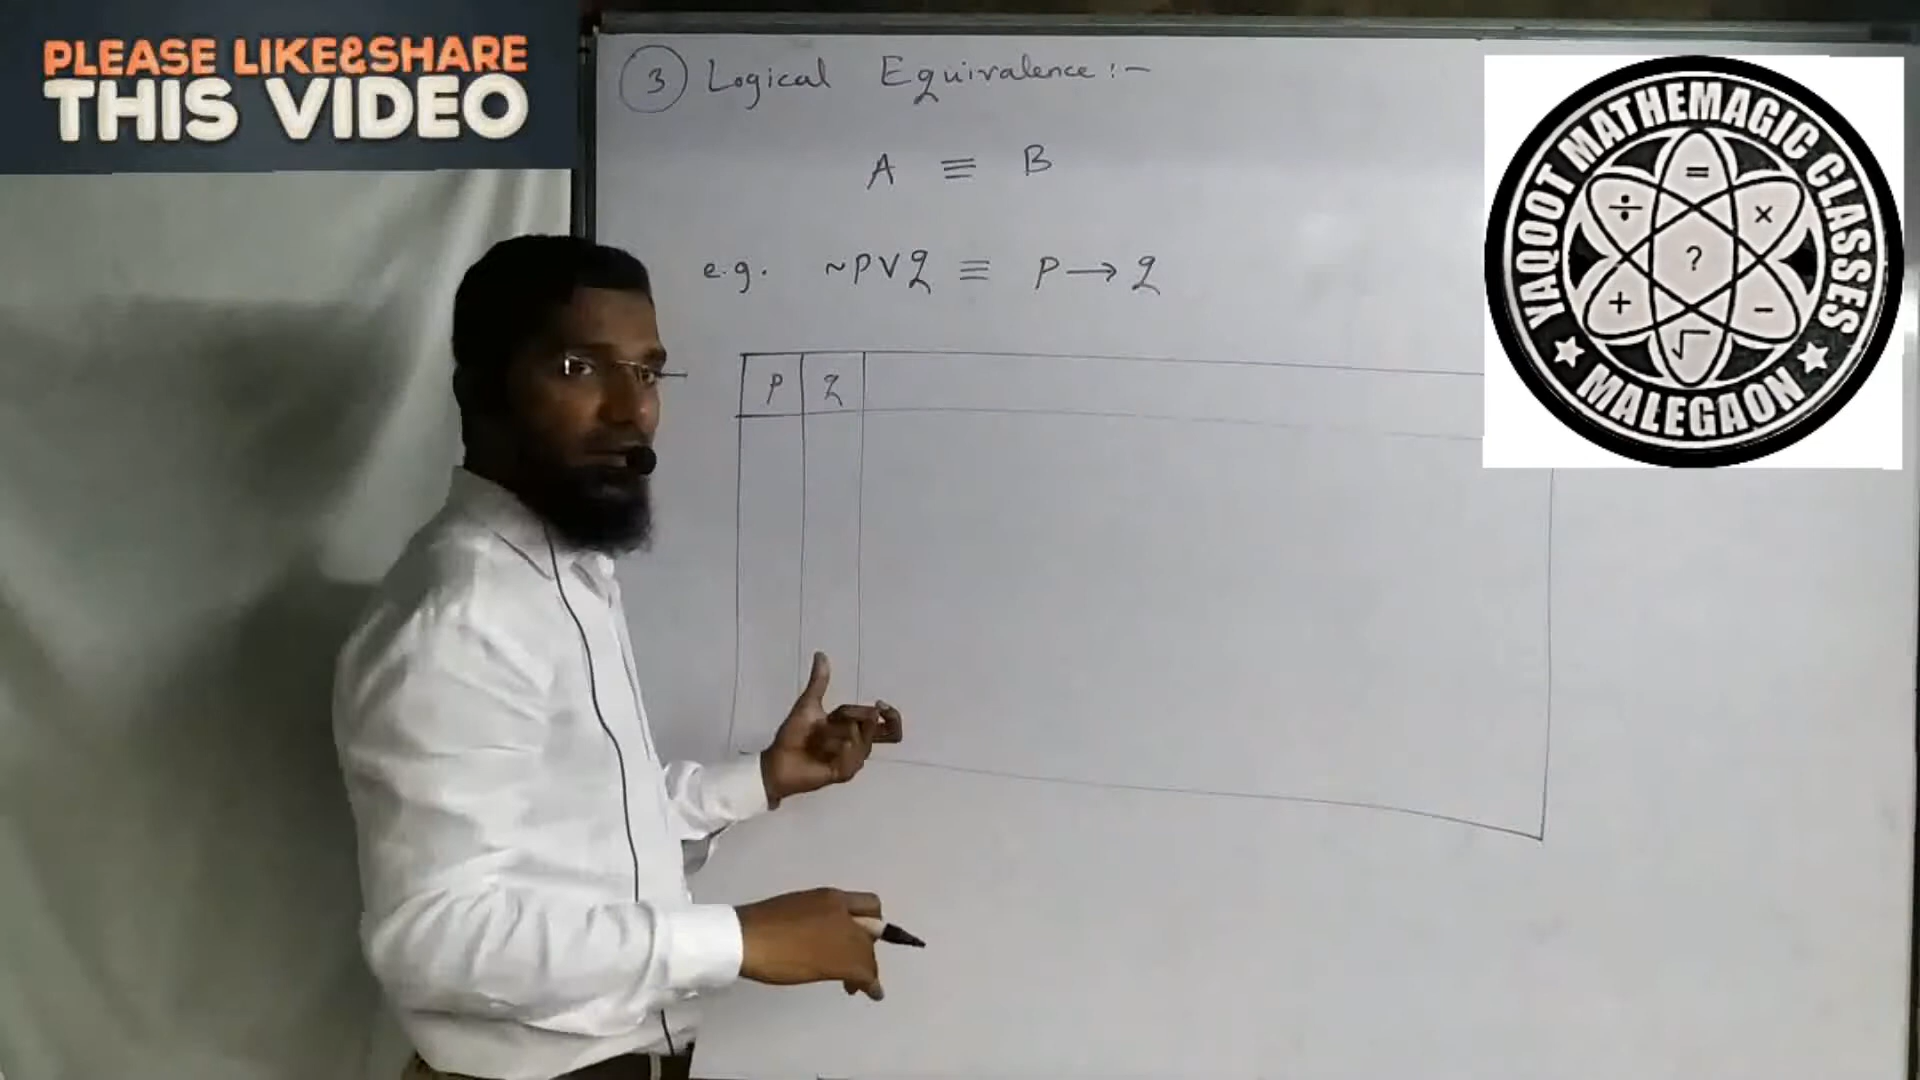 PLEASE LIKE&SHARE
THIS VIDEO
③ Logical Equivalence :-
A ≡ B
e.g. ~p∨q ≡ p → q
p q
YAQOOT MATHEMAGIC CLASSES
÷ = ×
?
+ √ −
★ MALEGAON ★